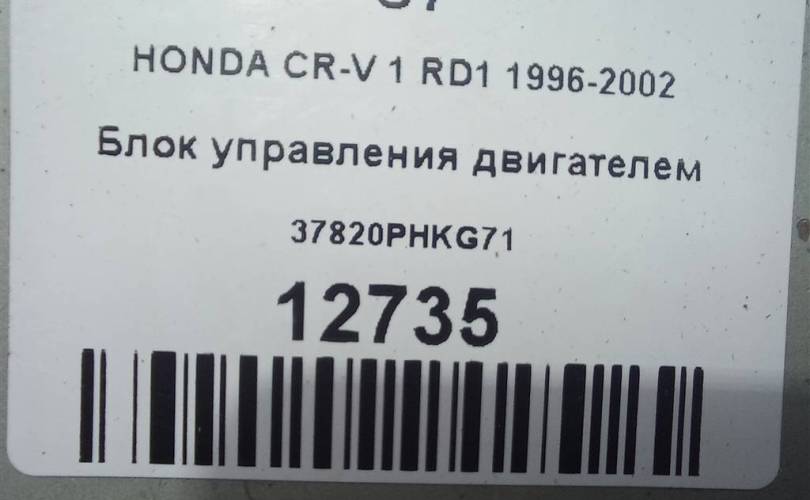 HONDA CR-V 1 RD1 1996-2002
Блок управления двигателем
37820PHKG71
12735